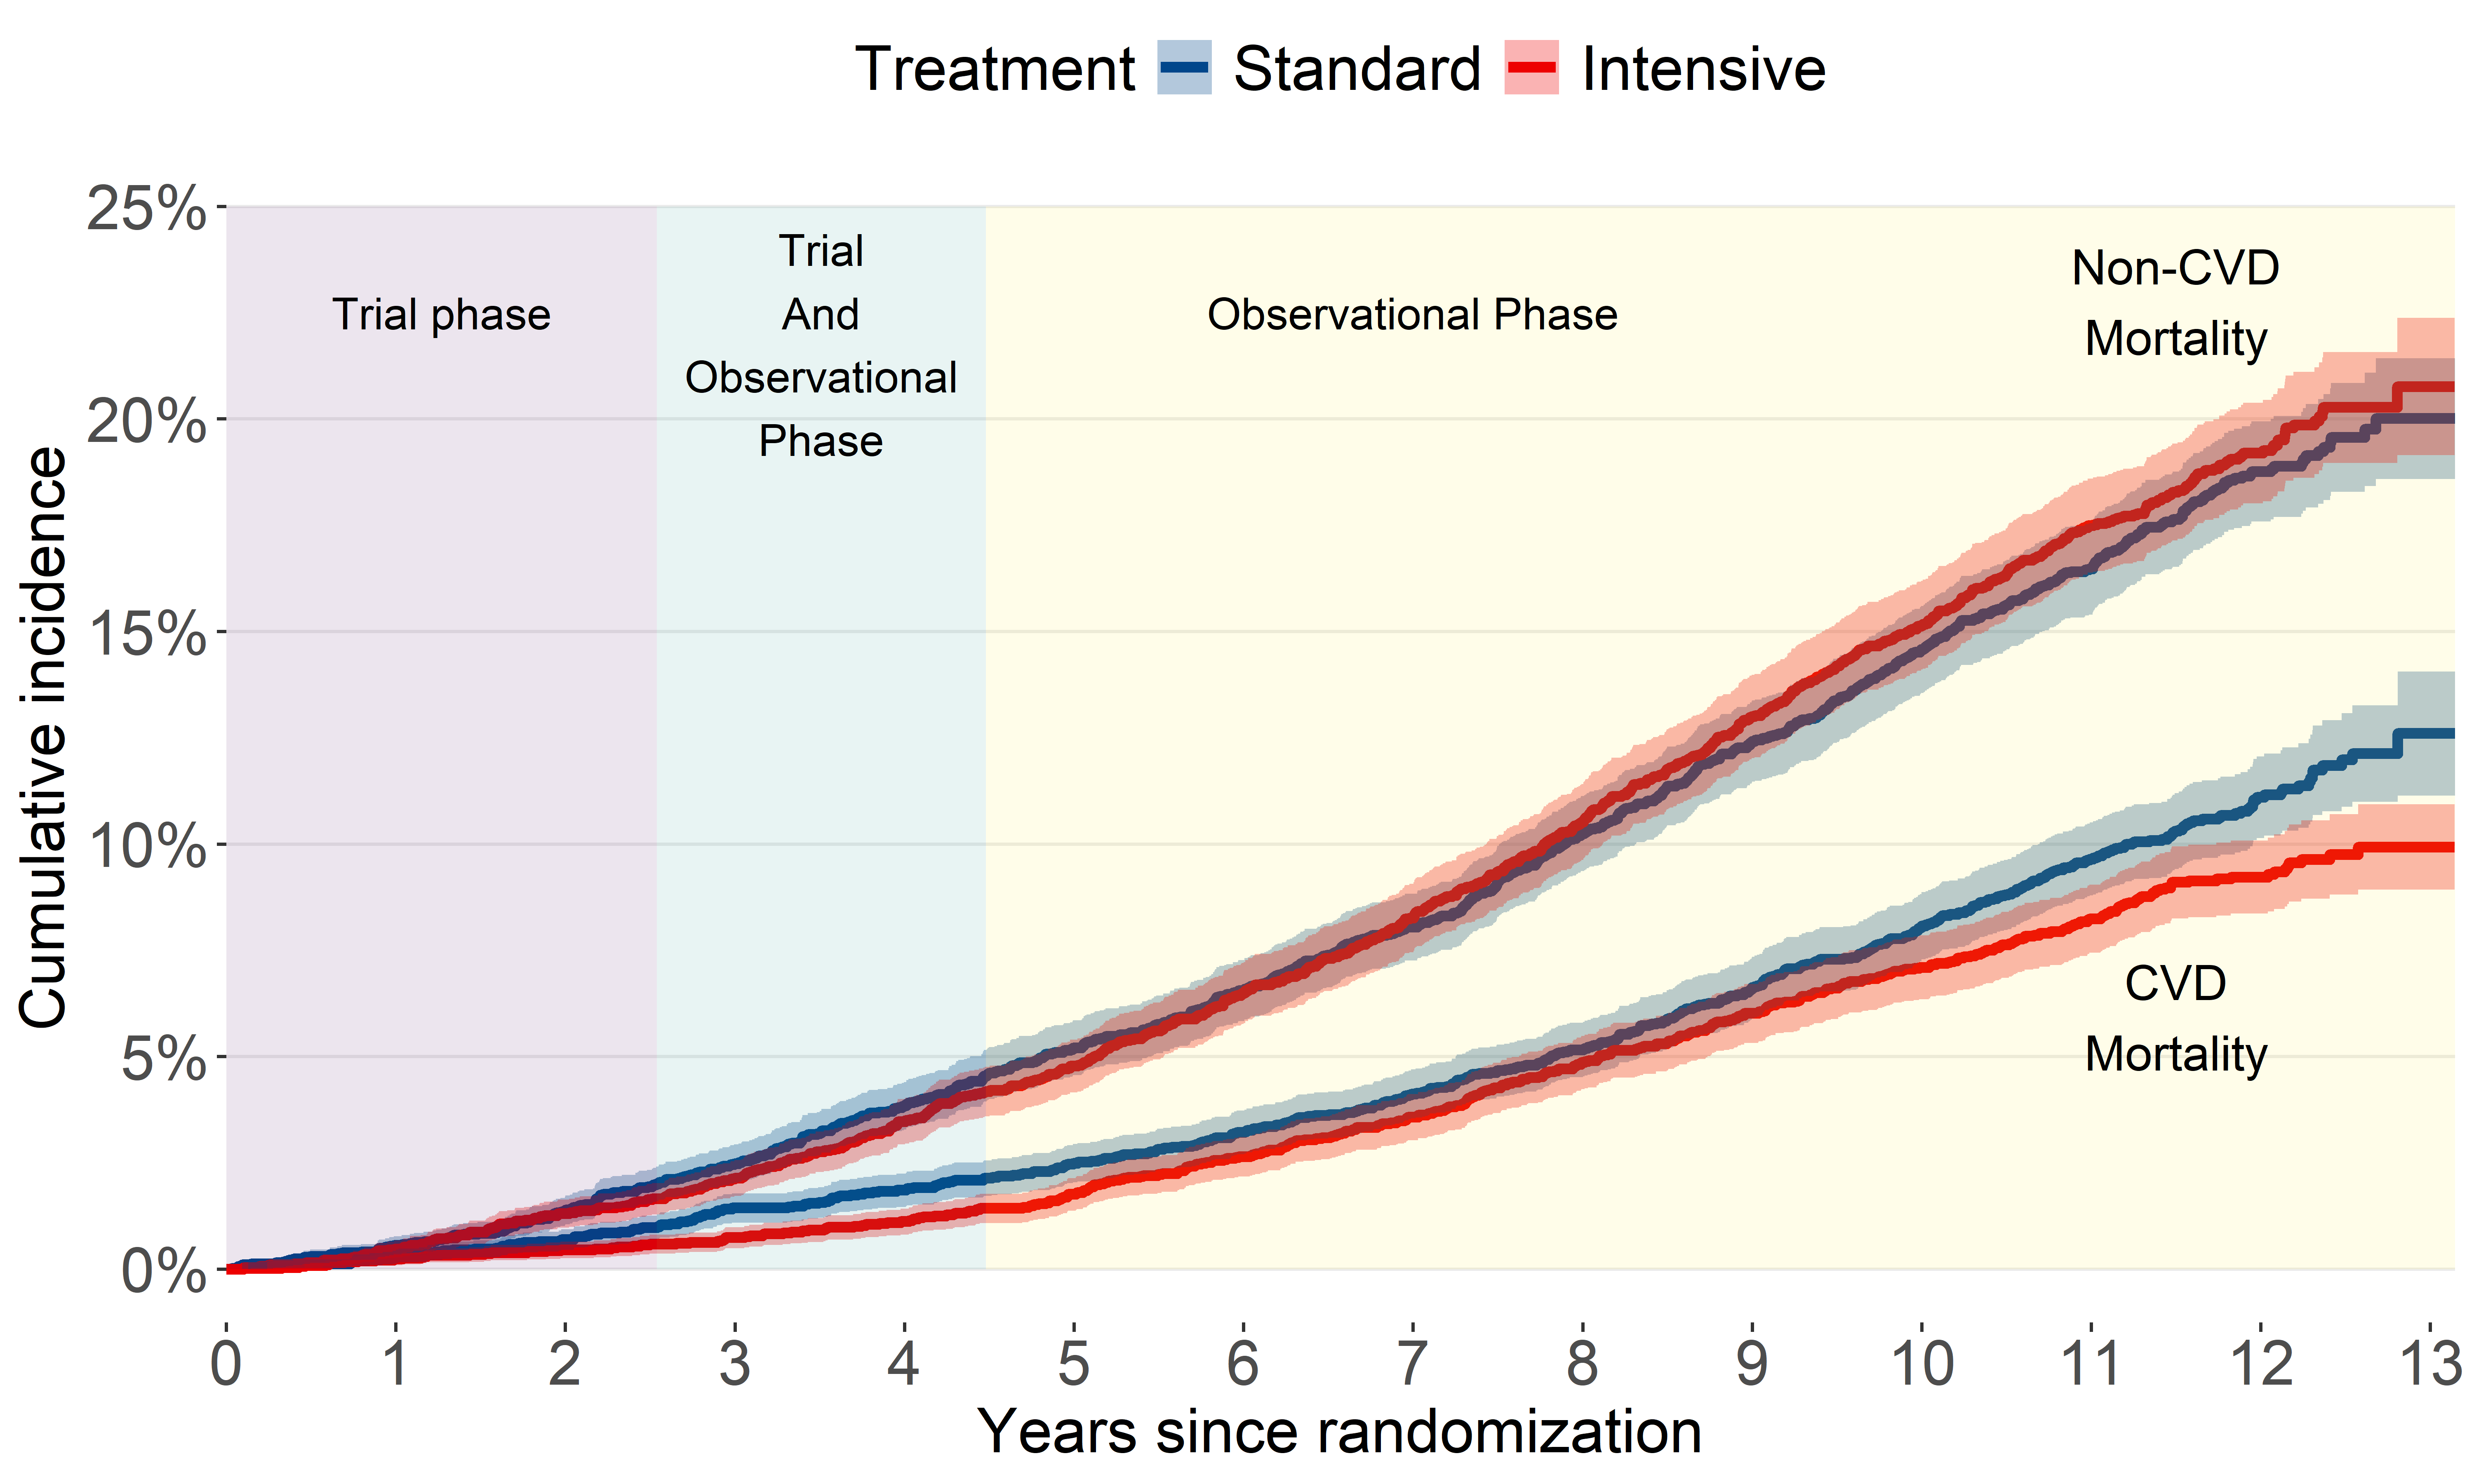 Treatment Standard Intensive
25%
20%
15%
10%
5%
0%
Cumulative incidence
Trial phase
Trial
And
Observational
Phase
Observational Phase
Non-CVD
Mortality
CVD
Mortality
0 1 2 3 4 5 6 7 8 9 10 11 12 13
Years since randomization